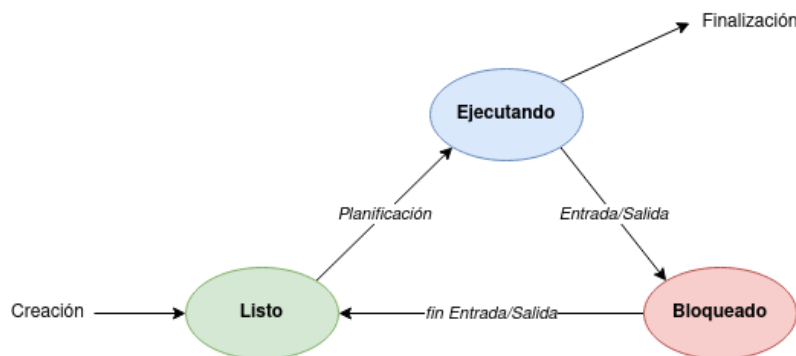 Finalización
Ejecutando
Planificación
Entrada/Salida
Creación
Listo
fin Entrada/Salida
Bloqueado